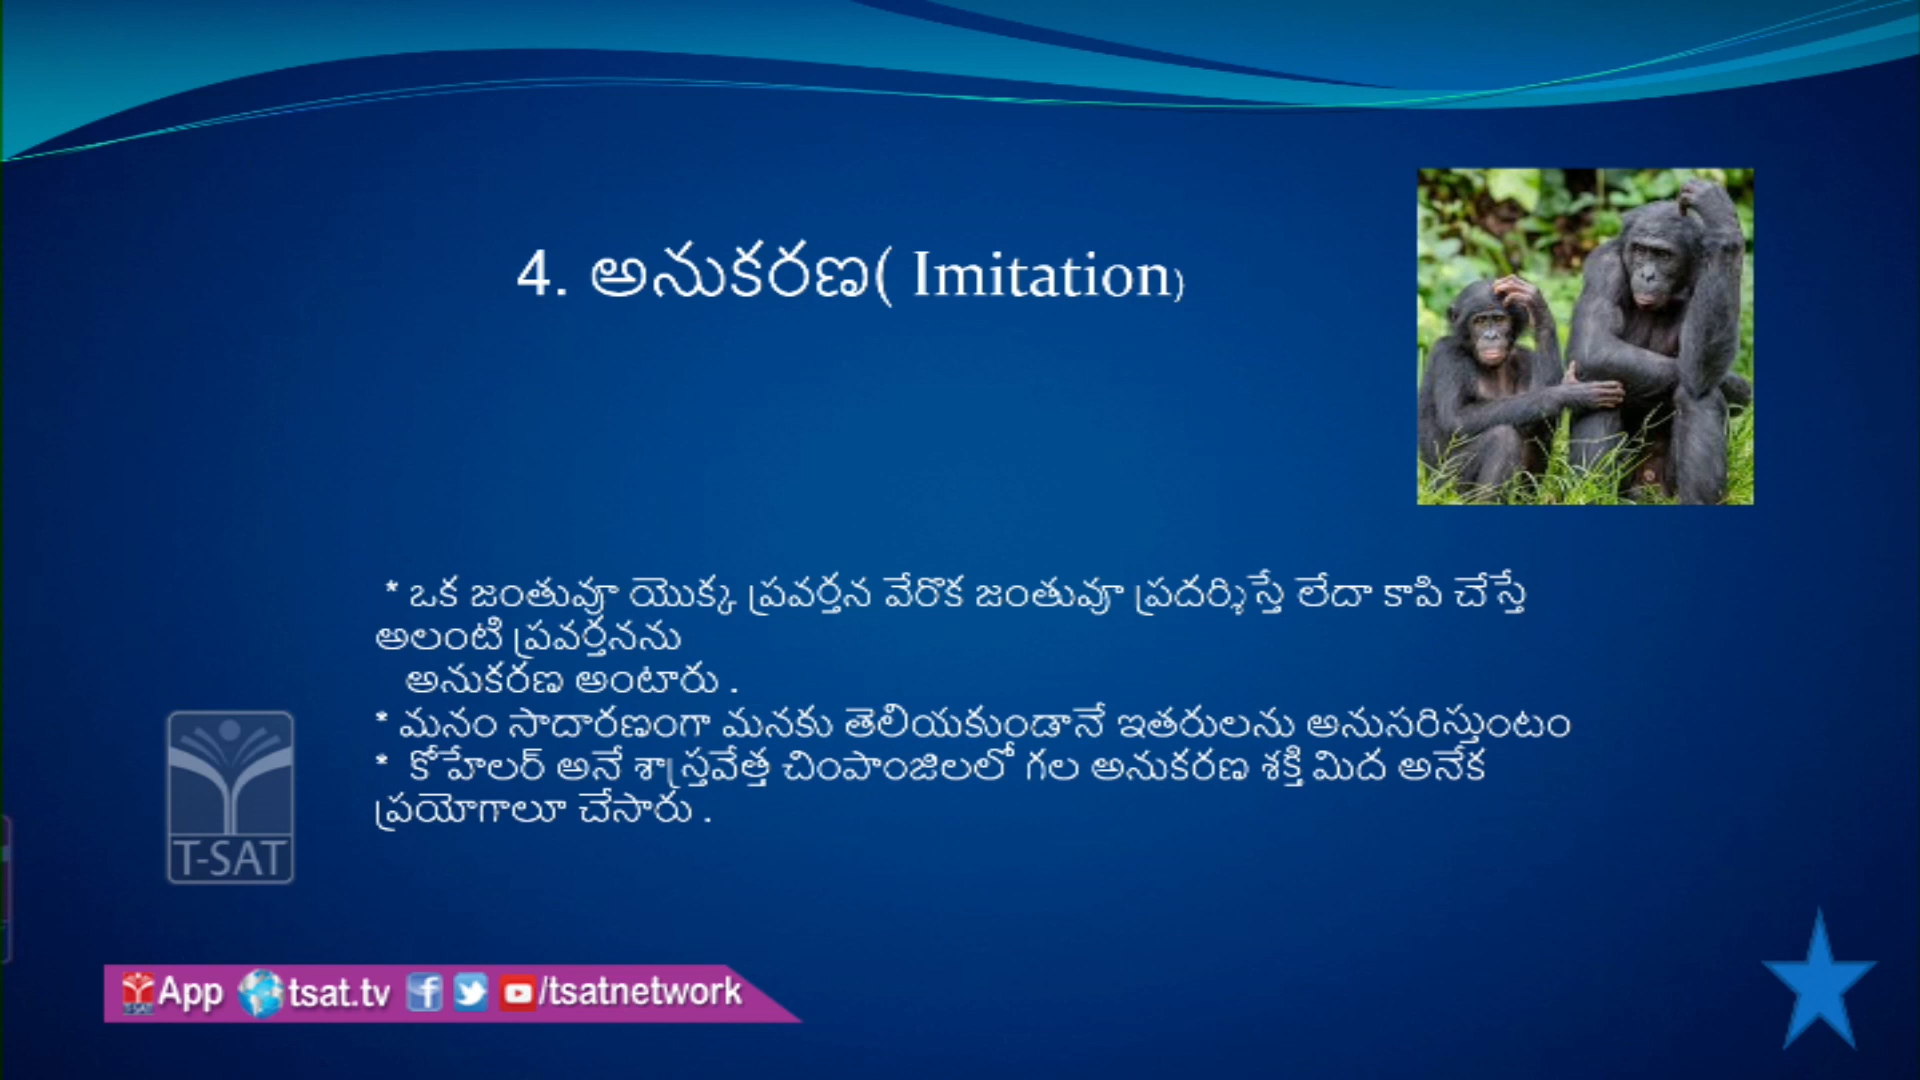 4. అనుకరణ( Imitation)
* ఒక జంతువూ యొక్క ప్రవర్తన వేరొక జంతువూ ప్రదర్శిస్తే లేదా కాపి చేస్తే
అలంటి ప్రవర్తనను
అనుకరణ అంటారు .
* మనం సాదారణంగా మనకు తెలియకుండానే ఇతరులను అనుసరిస్తుంటం
* కోహేలర్ అనే శాస్త్రవేత్త చింపాంజిలలో గల అనుకరణ శక్తి మిద అనేక
ప్రయోగాలూ చేసారు .
T-SAT
App tsat.tv /tsatnetwork